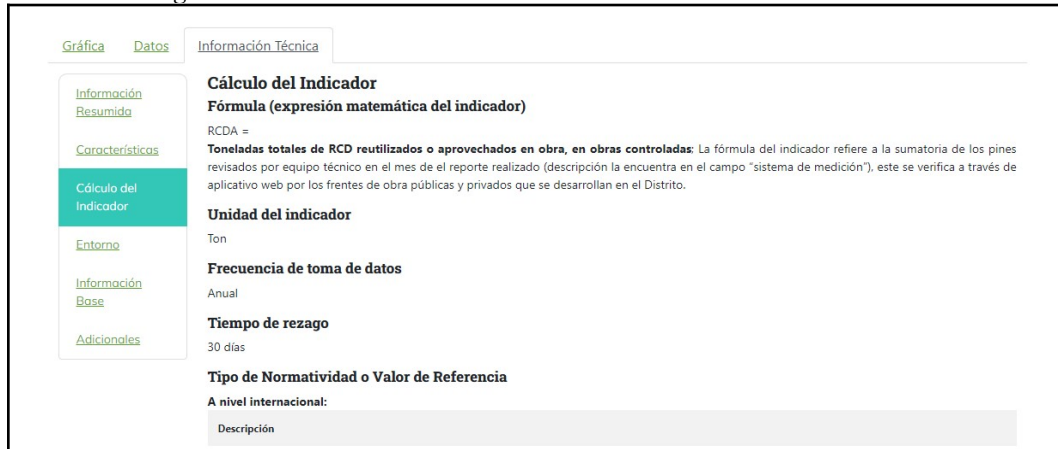 Gráfica Datos Información Técnica
Información
Resumida
Características
Cálculo del
Indicador
Entorno
Información
Base
Adicionales
Cálculo del Indicador
Fórmula (expresión matemática del indicador)
RCDA =
Toneladas totales de RCD reutilizados o aprovechados en obra, en obras controladas: La fórmula del indicador refiere a la sumatoria de los pines
revisados por equipo técnico en el mes de el reporte realizado (descripción la encuentra en el campo "sistema de medición"), este se verifica a través de
aplicativo web por los frentes de obra públicas y privados que se desarrollan en el Distrito.
Unidad del indicador
Ton
Frecuencia de toma de datos
Anual
Tiempo de rezago
30 días
Tipo de Normatividad o Valor de Referencia
A nivel internacional:
Descripción